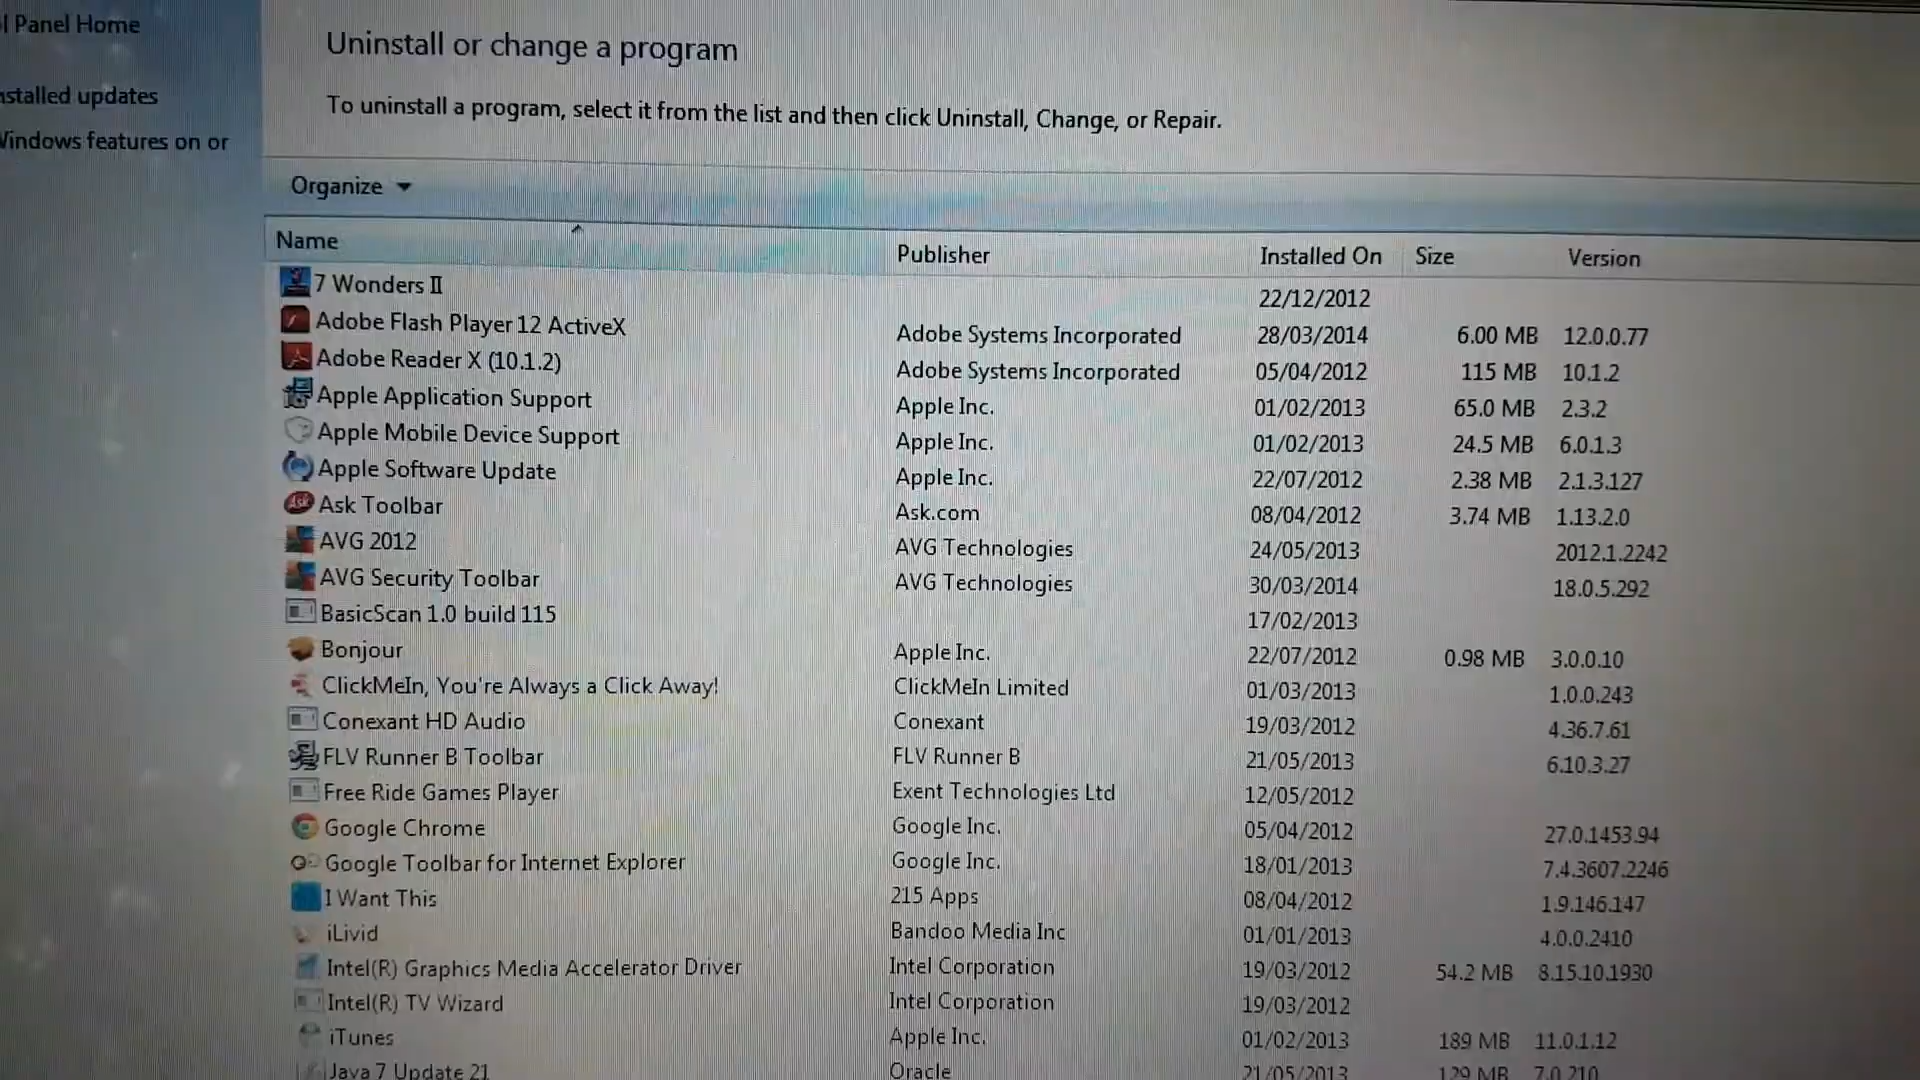 l Panel Home
nstalled updates
Windows features on or
Uninstall or change a program
To uninstall a program, select it from the list and then click Uninstall, Change, or Repair.
Organize
Name Publisher Installed On Size Version
7 Wonders II 22/12/2012
Adobe Flash Player 12 ActiveX Adobe Systems Incorporated 28/03/2014 6.00 MB 12.0.0.77
Adobe Reader X (10.1.2) Adobe Systems Incorporated 05/04/2012 115 MB 10.1.2
Apple Application Support Apple Inc. 01/02/2013 65.0 MB 2.3.2
Apple Mobile Device Support Apple Inc. 01/02/2013 24.5 MB 6.0.1.3
Apple Software Update Apple Inc. 22/07/2012 2.38 MB 2.1.3.127
Ask Toolbar Ask.com 08/04/2012 3.74 MB 1.13.2.0
AVG 2012 AVG Technologies 24/05/2013 2012.1.2242
AVG Security Toolbar AVG Technologies 30/03/2014 18.0.5.292
BasicScan 1.0 build 115 17/02/2013
Bonjour Apple Inc. 22/07/2012 0.98 MB 3.0.0.10
ClickMeIn, You're Always a Click Away! ClickMeIn Limited 01/03/2013 1.0.0.243
Conexant HD Audio Conexant 19/03/2012 4.36.7.61
FLV Runner B Toolbar FLV Runner B 21/05/2013 6.10.3.27
Free Ride Games Player Exent Technologies Ltd 12/05/2012
Google Chrome Google Inc. 05/04/2012 27.0.1453.94
Google Toolbar for Internet Explorer Google Inc. 18/01/2013 7.4.3607.2246
I Want This 215 Apps 08/04/2012 1.9.146.147
iLivid Bandoo Media Inc 01/01/2013 4.0.0.2410
Intel(R) Graphics Media Accelerator Driver Intel Corporation 19/03/2012 54.2 MB 8.15.10.1930
Intel(R) TV Wizard Intel Corporation 19/03/2012
iTunes Apple Inc. 01/02/2013 189 MB 11.0.1.12
Java 7 Update 21 Oracle 21/05/2013 129 MB 7.0.210